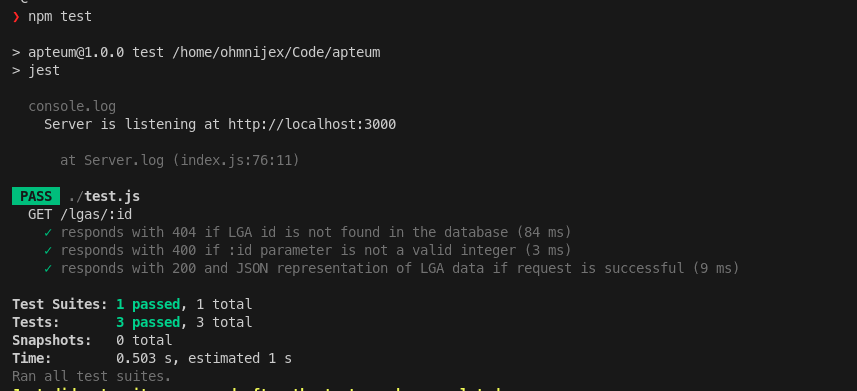 ❯ npm test
> apteum@1.0.0 test /home/ohmnijex/Code/apteum
> jest
console.log
Server is listening at http://localhost:3000
at Server.log (index.js:76:11)
PASS ./test.js
GET /lgas/:id
✓ responds with 404 if LGA id is not found in the database (84 ms)
✓ responds with 400 if :id parameter is not a valid integer (3 ms)
✓ responds with 200 and JSON representation of LGA data if request is successful (9 ms)
Test Suites: 1 passed, 1 total
Tests: 3 passed, 3 total
Snapshots: 0 total
Time: 0.503 s, estimated 1 s
Ran all test suites.